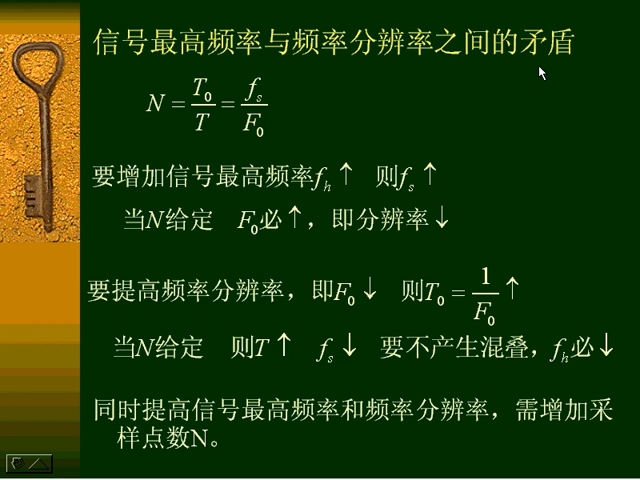 信号最高频率与频率分辨率之间的矛盾
N = T₀/T = fₛ/F₀
要增加信号最高频率fₕ↑ 则fₛ↑
当N给定 F₀必↑，即分辨率↓
要提高频率分辨率，即F₀↓ 则T₀ = 1/F₀ ↑
当N给定 则T↑ fₛ↓ 要不产生混叠，fₕ必↓
同时提高信号最高频率和频率分辨率，需增加采
样点数N。